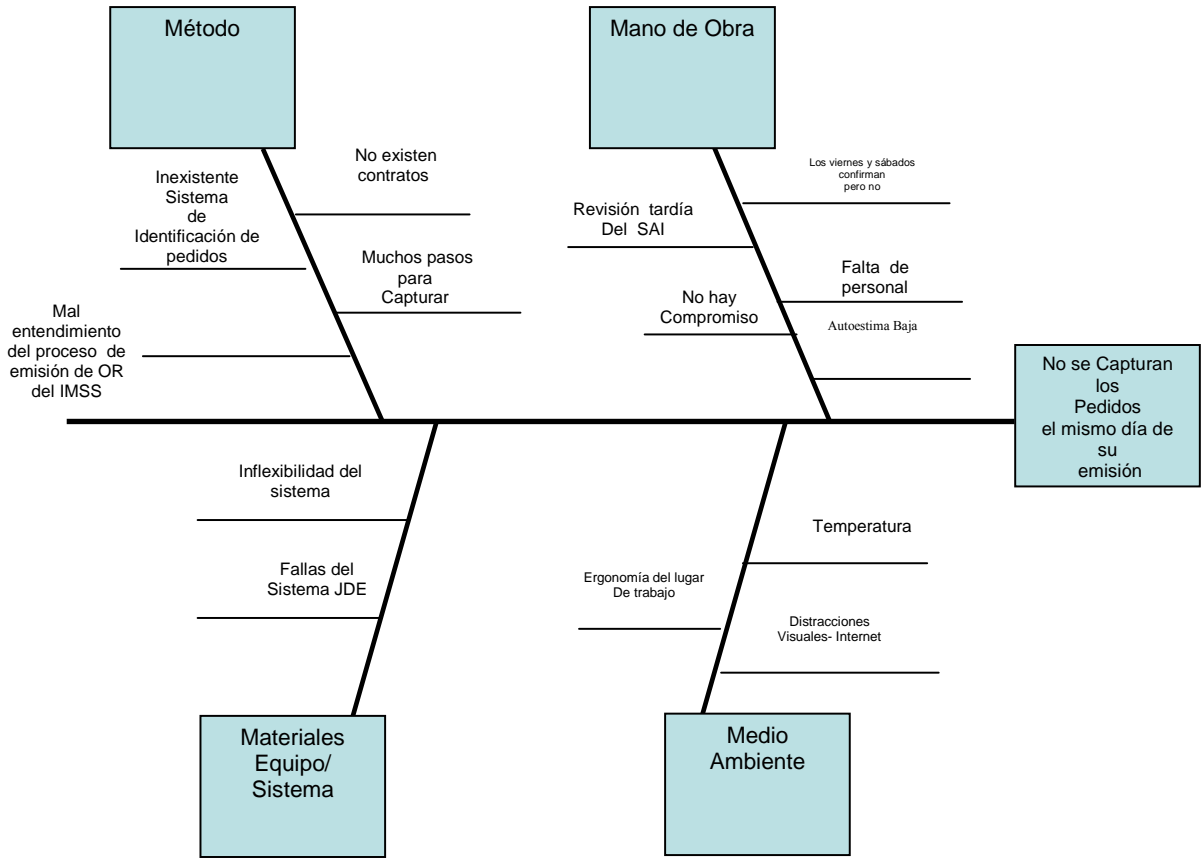 Método
Mano de Obra
No existen
contratos
Inexistente
Sistema
de
Identificación de
pedidos
Muchos pasos
para
Capturar
Mal
entendimiento
del proceso de
emisión de OR
del IMSS
Los viernes y sábados
confirman
pero no
Revisión tardía
Del SAI
Falta de
personal
No hay
Compromiso
Autoestima Baja
No se Capturan
los
Pedidos
el mismo día de
su
emisión
Inflexibilidad del
sistema
Fallas del
Sistema JDE
Temperatura
Ergonomía del lugar
De trabajo
Distracciones
Visuales- Internet
Materiales
Equipo/
Sistema
Medio
Ambiente